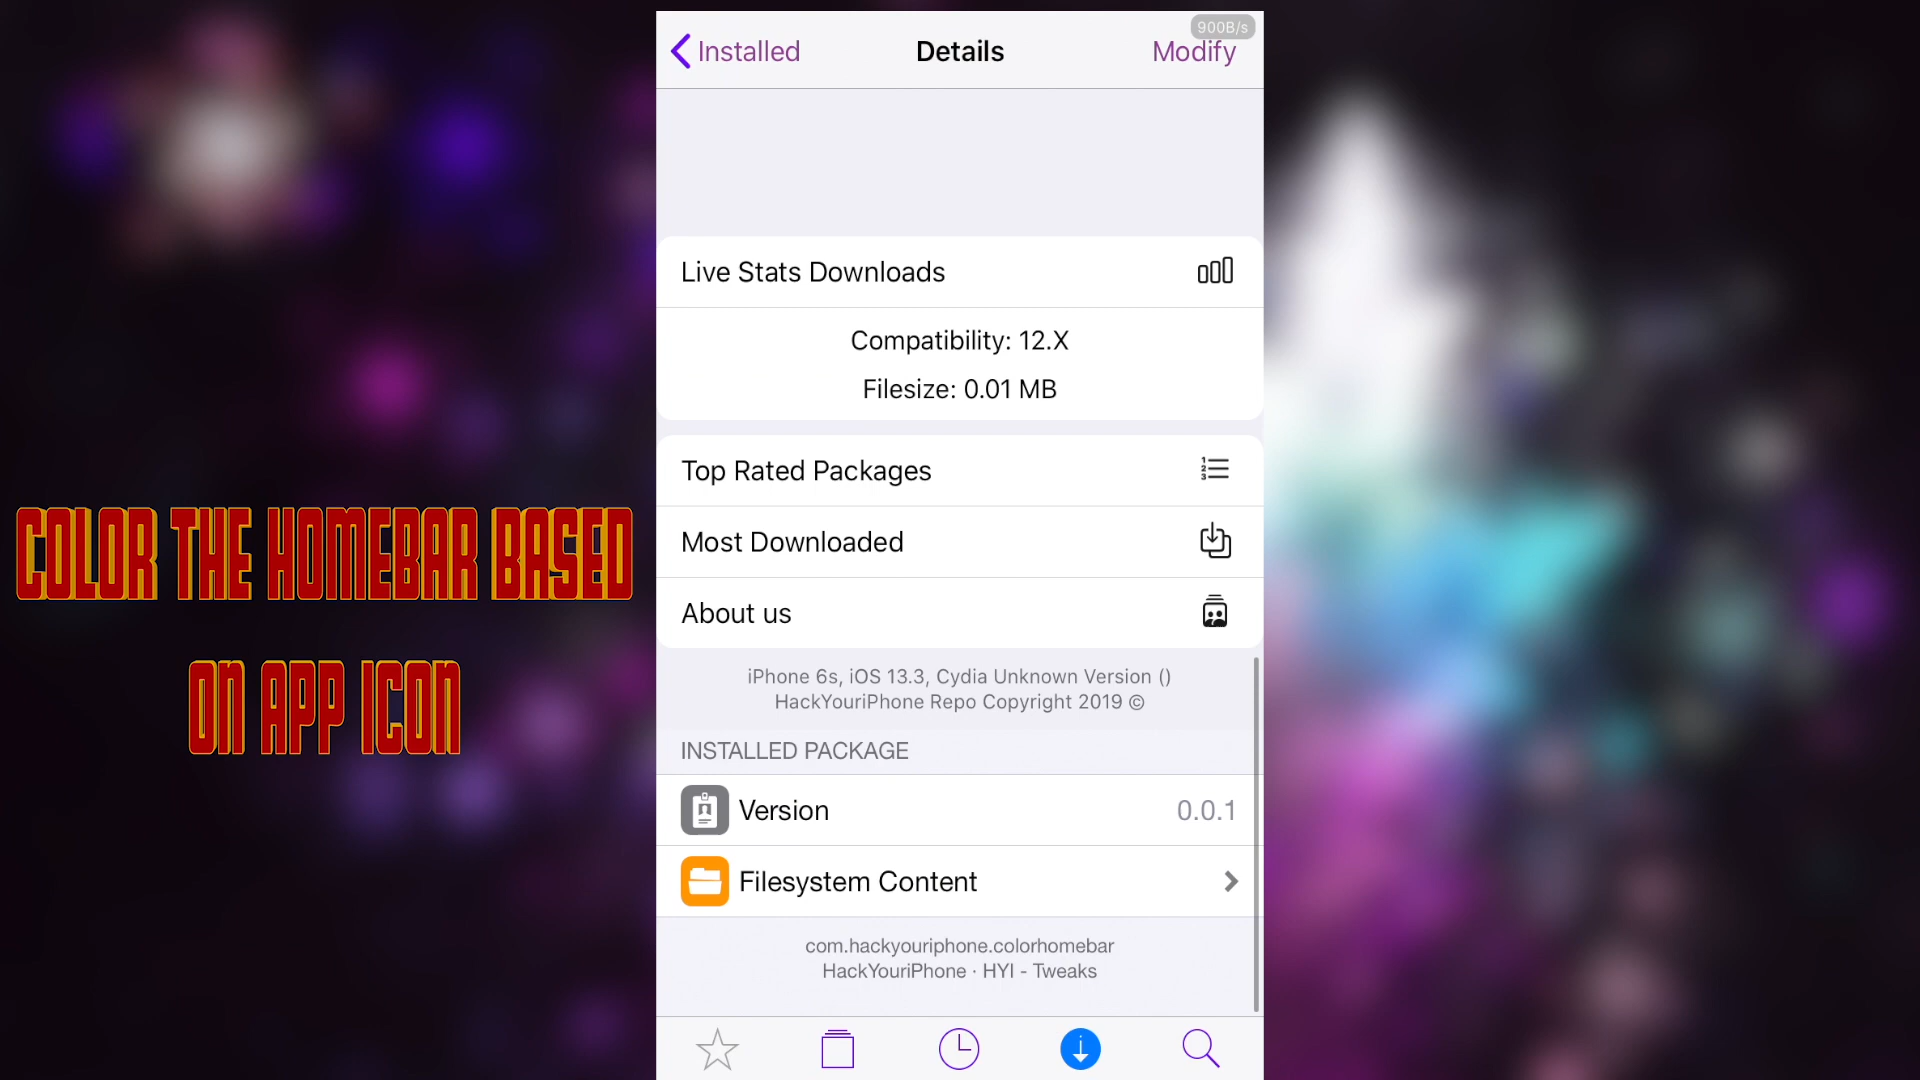 900B/s
Installed
Details
Modify
Live Stats Downloads
Compatibility: 12.X
Filesize: 0.01 MB
Top Rated Packages
Most Downloaded
About us
iPhone 6s, iOS 13.3, Cydia Unknown Version ()
HackYouriPhone Repo Copyright 2019 ©
INSTALLED PACKAGE
Version
0.0.1
Filesystem Content
com.hackyouriphone.colorhomebar
HackYouriPhone · HYI - Tweaks
COLOR THE HOMEBAR BASED
ON APP ICON